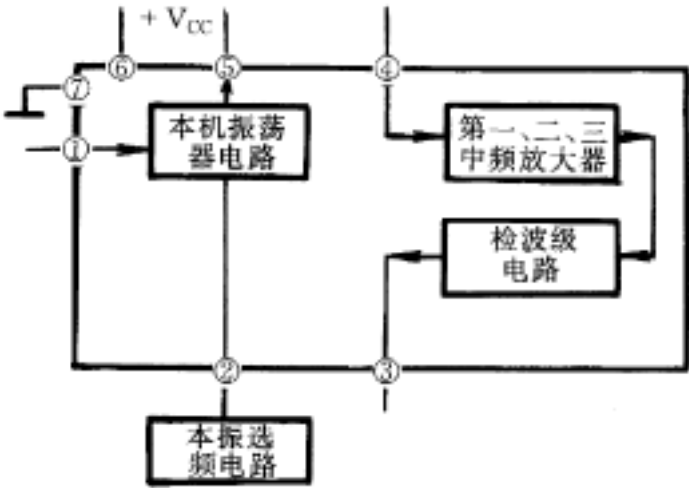 + V_CC
⑥
⑤
④
⑦
①
本机振荡
器电路
第一、二、三
中频放大器
检波级
电路
②
③
本振选
频电路